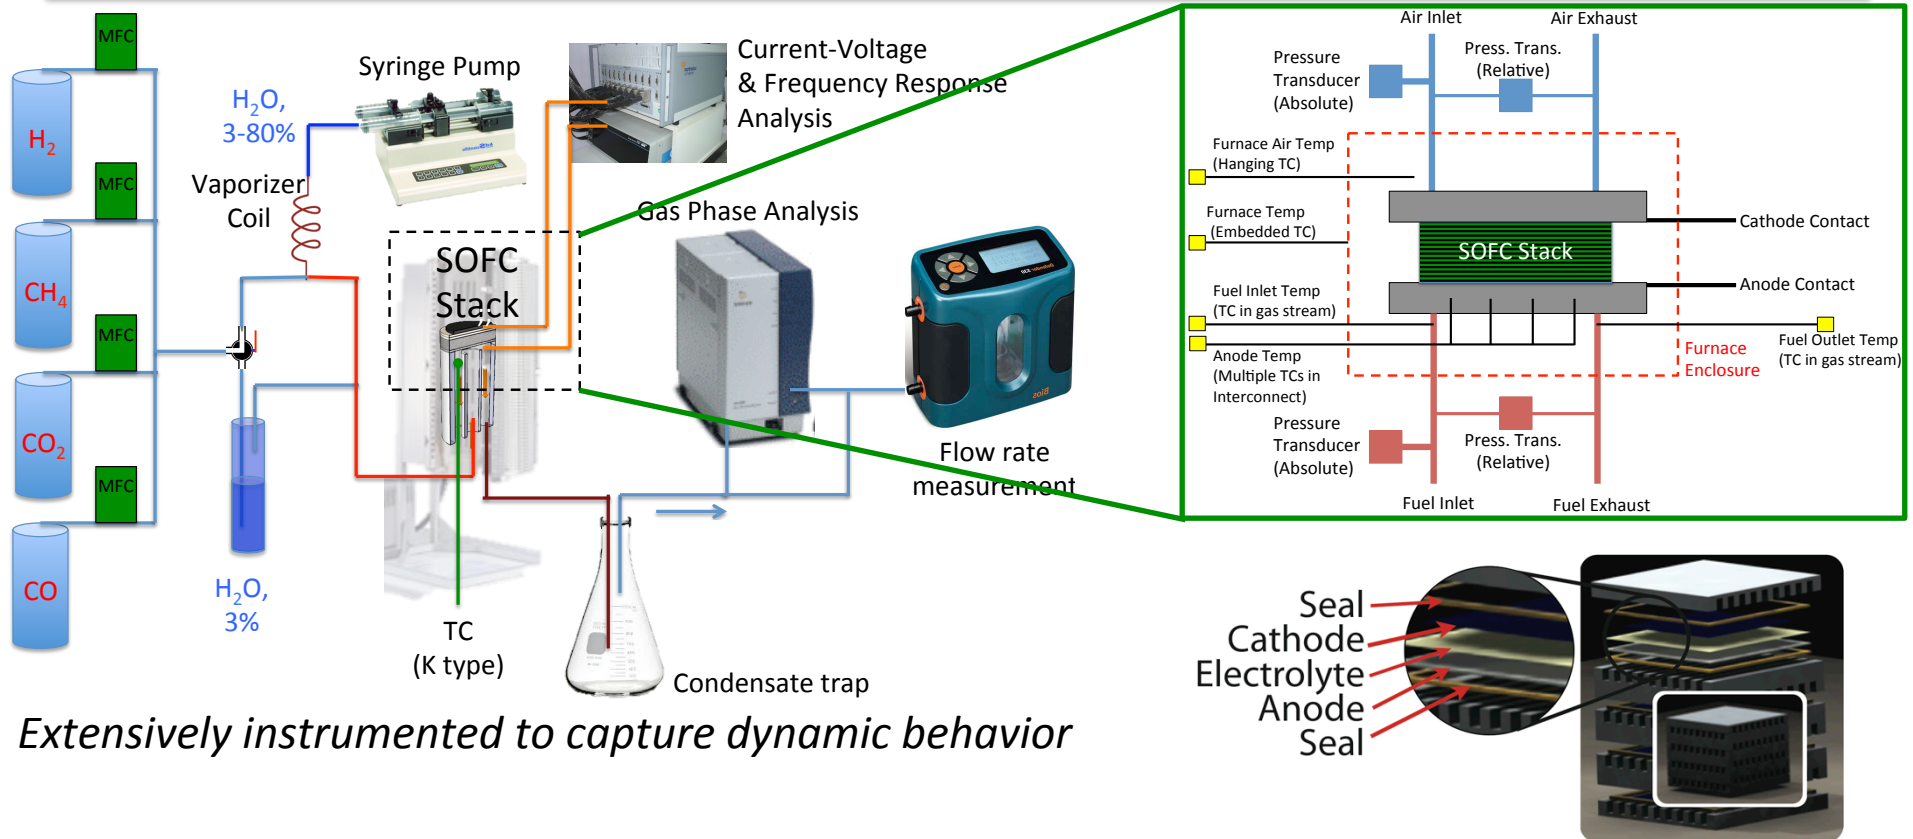 MFC
H2
MFC
CH4
MFC
CO2
MFC
CO
H2O,
3-80%
Vaporizer
Coil
H2O,
3%
Syringe Pump
Current-Voltage
& Frequency Response
Analysis
SOFC
Stack
Gas Phase Analysis
Flow rate
measurement
TC
(K type)
Condensate trap
Extensively instrumented to capture dynamic behavior
Air Inlet
Air Exhaust
Pressure
Transducer
(Absolute)
Press. Trans.
(Relative)
Furnace Air Temp
(Hanging TC)
Furnace Temp
(Embedded TC)
Cathode Contact
SOFC Stack
Anode Contact
Fuel Inlet Temp
(TC in gas stream)
Anode Temp
(Multiple TCs in
Interconnect)
Furnace
Enclosure
Fuel Outlet Temp
(TC in gas stream)
Pressure
Transducer
(Absolute)
Press. Trans.
(Relative)
Fuel Inlet
Fuel Exhaust
Seal
Cathode
Electrolyte
Anode
Seal